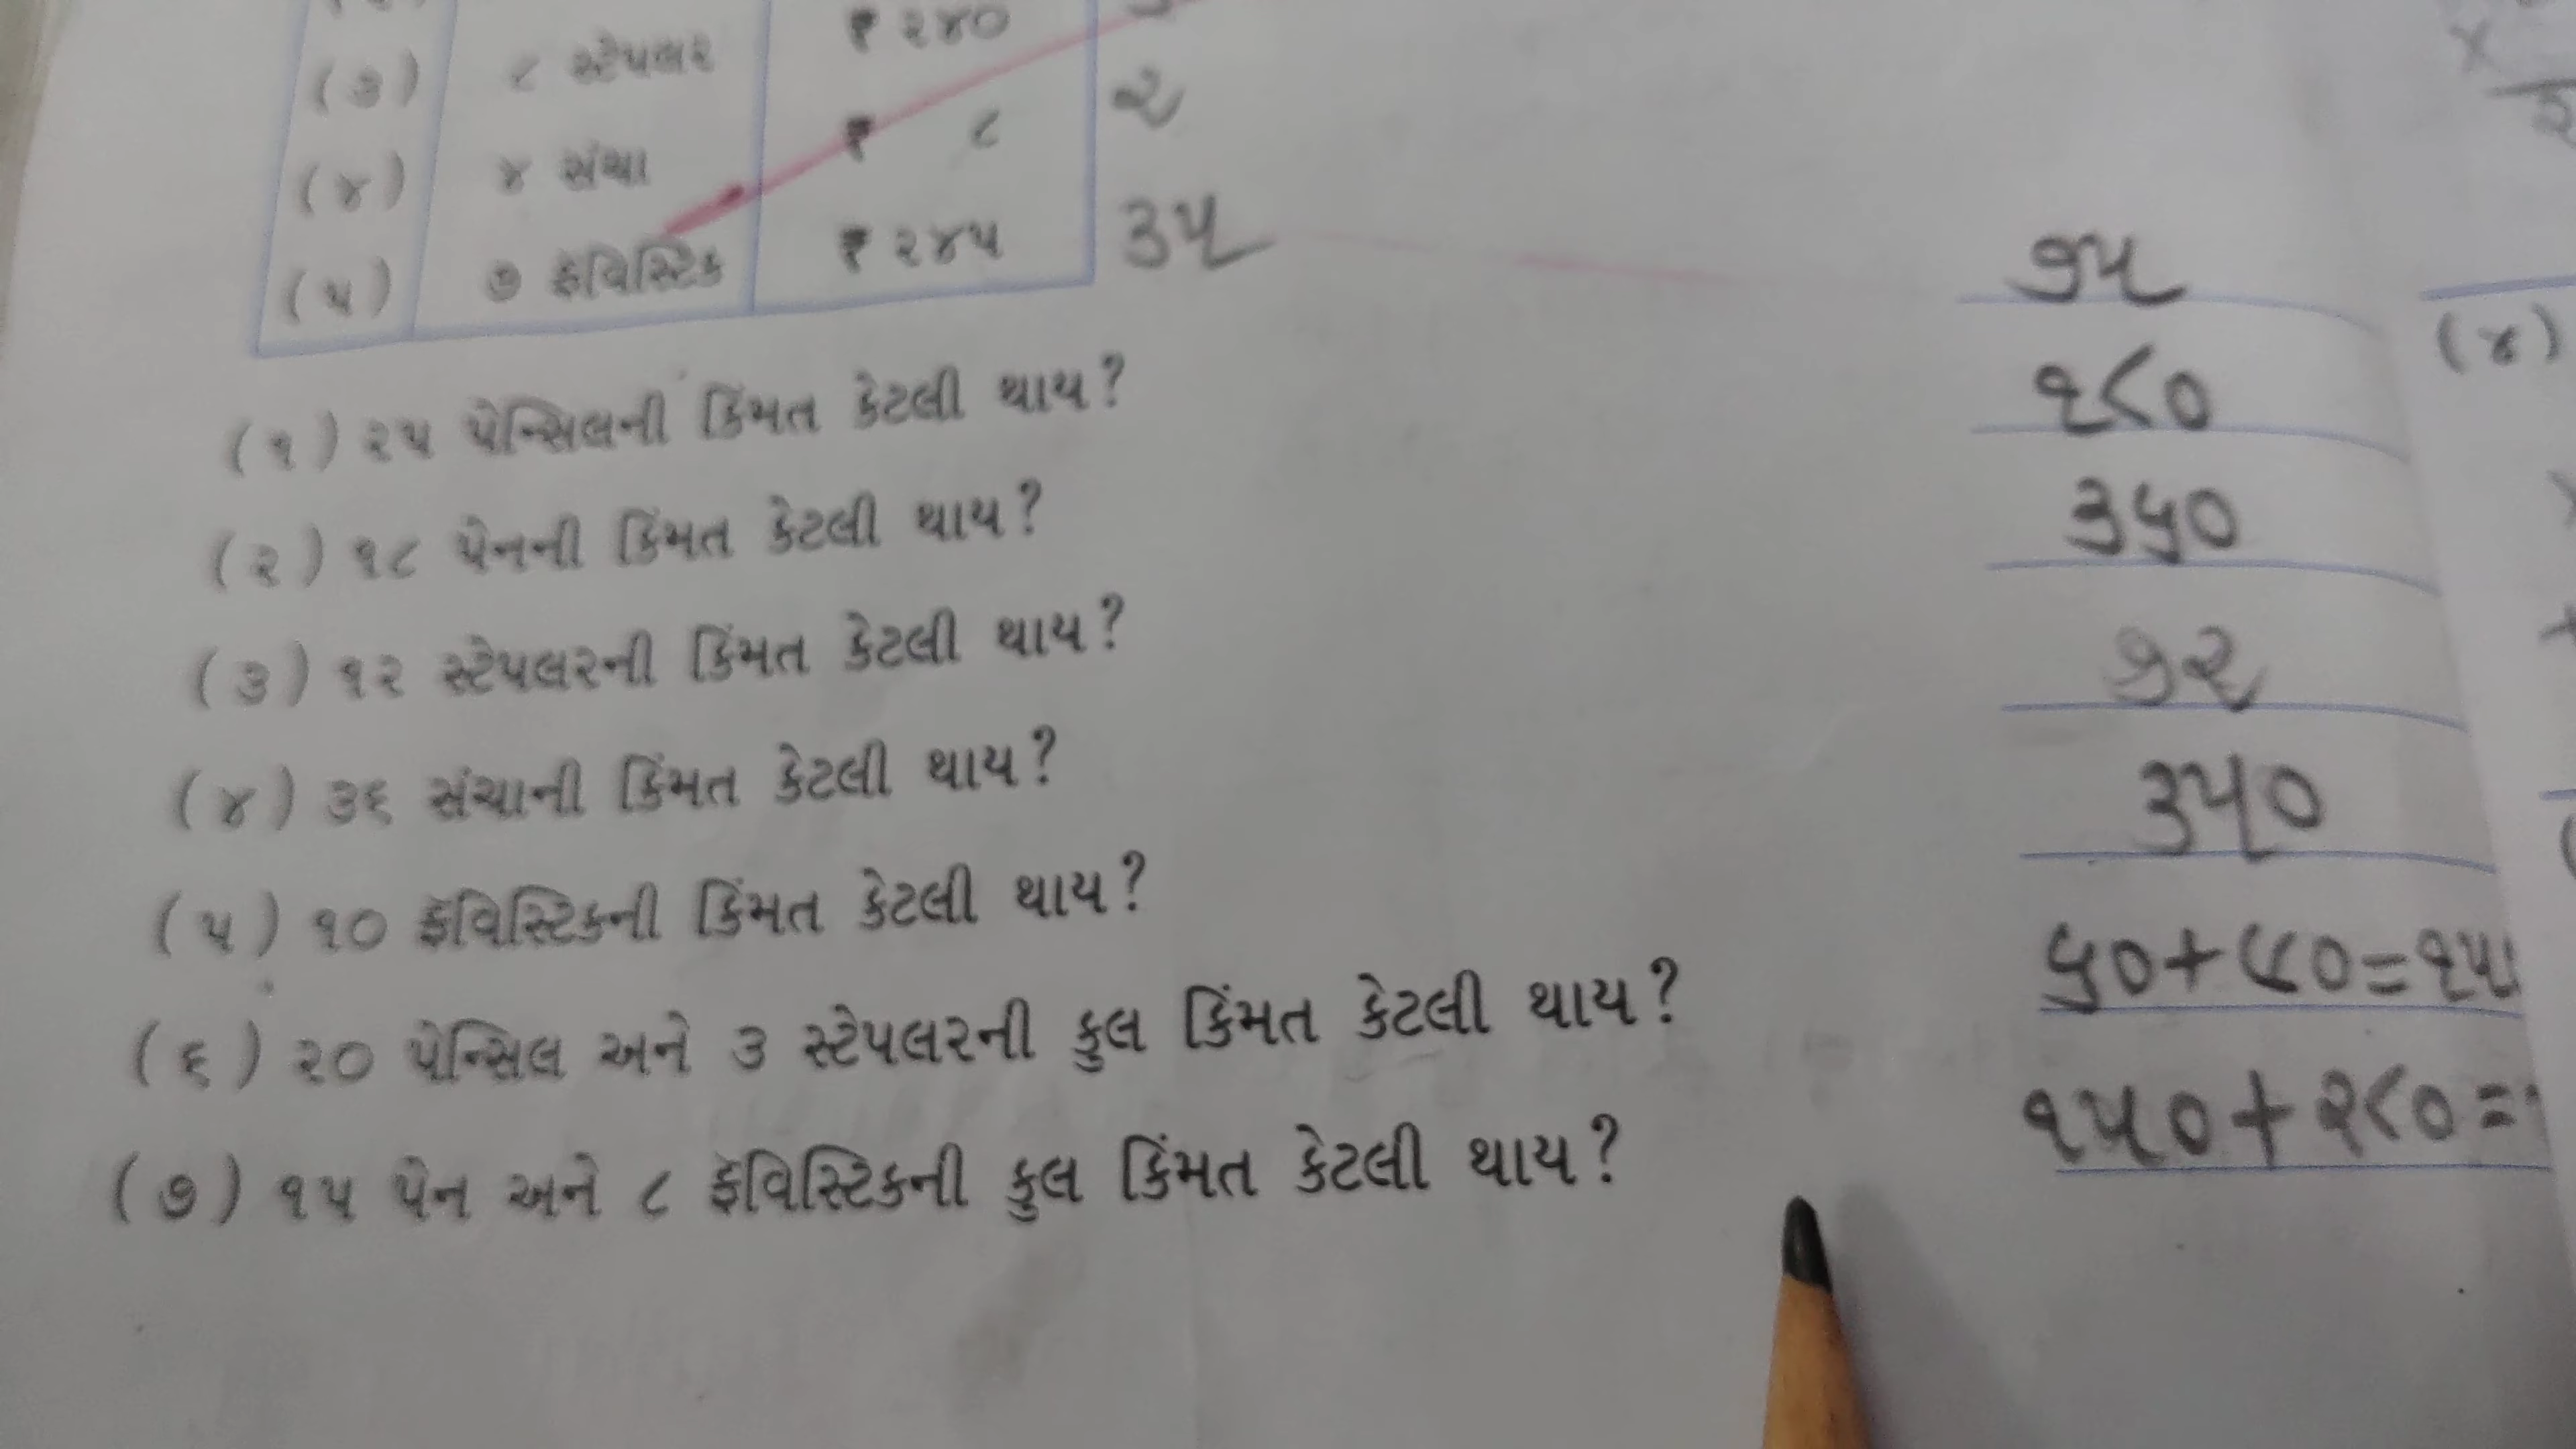 (૩) ૮ સ્ટેપલર ₹ ૨૪૦
(૪) ૪ સંચા ₹ ૮ ૨
(૫) ૭ ફેવિસ્ટિક ₹ ૨૪૫ ૩૫
(૧) ૨૫ પેન્સિલની કિંમત કેટલી થાય? ૭૫
(૨) ૧૮ પેનની કિંમત કેટલી થાય? ૧૮૦
(૩) ૧૨ સ્ટેપલરની કિંમત કેટલી થાય? ૩૬૦
(૪) ૩૬ સંચાની કિંમત કેટલી થાય? ૭૨
(૫) ૧૦ ફેવિસ્ટિકની કિંમત કેટલી થાય? ૩૫૦
(૬) ૨૦ પેન્સિલ અને ૩ સ્ટેપલરની કુલ કિંમત કેટલી થાય? ૬૦+૯૦=૧૫
(૭) ૧૫ પેન અને ૮ ફેવિસ્ટિકની કુલ કિંમત કેટલી થાય? ૧૫૦+૨૮૦=
(૪)